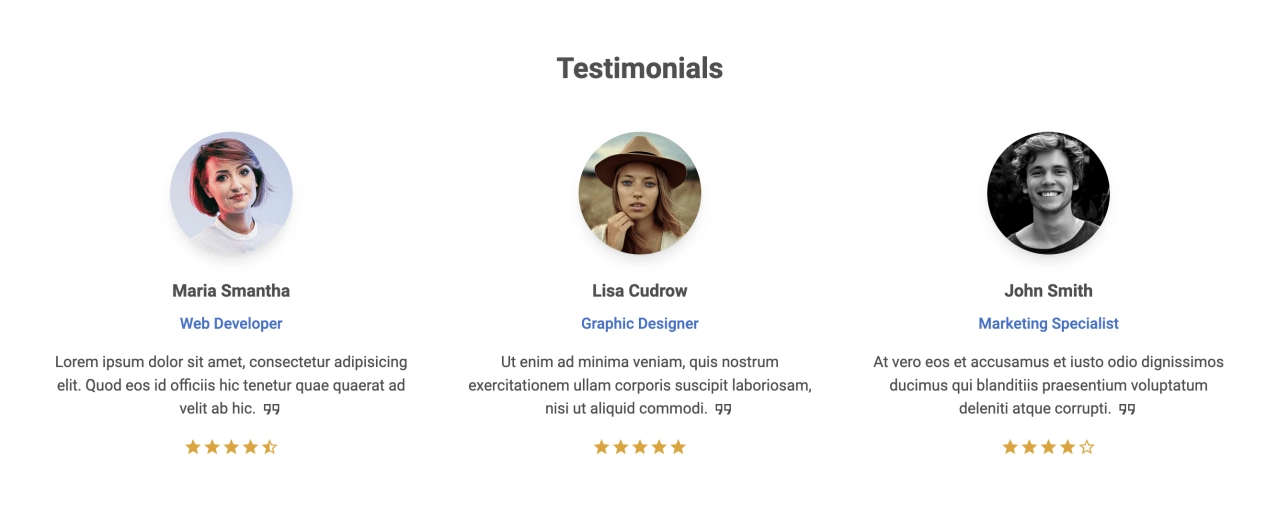 Testimonials
Maria Smantha
Web Developer
Lorem ipsum dolor sit amet, consectetur adipisicing
elit. Quod eos id officiis hic tenetur quae quaerat ad
velit ab hic.
Lisa Cudrow
Graphic Designer
Ut enim ad minima veniam, quis nostrum
exercitationem ullam corporis suscipit laboriosam,
nisi ut aliquid commodi.
John Smith
Marketing Specialist
At vero eos et accusamus et iusto odio dignissimos
ducimus qui blanditiis praesentium voluptatum
deleniti atque corrupti.